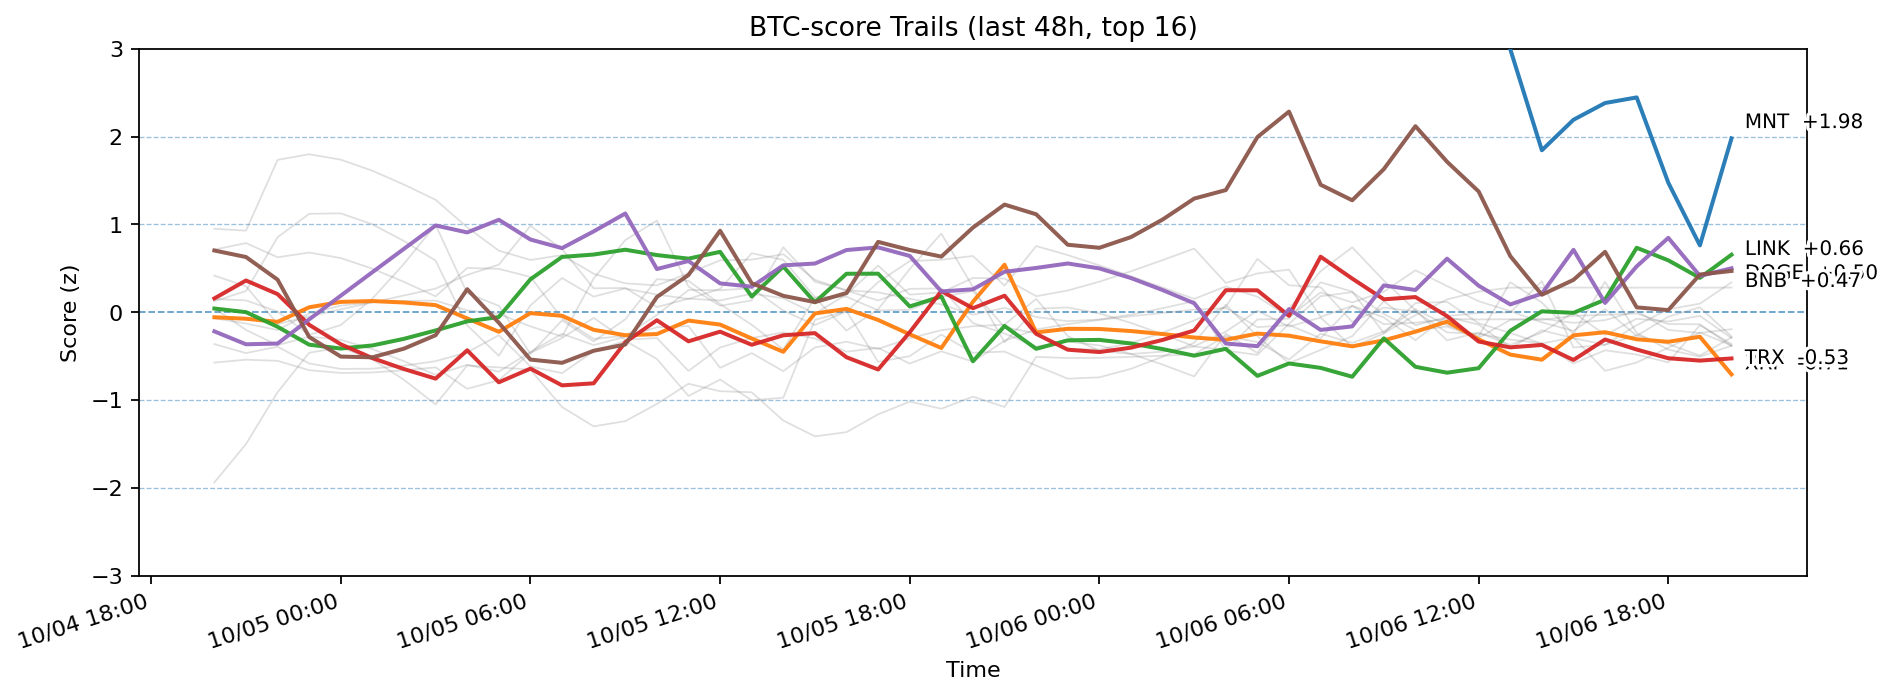 BTC-score Trails (last 48h, top 16)
Score (z)
3
2
1
0
−1
−2
−3
MNT +1.98
LINK +0.66
DOGE +0.50
BNB +0.47
TRX -0.53
10/04 18:00
10/05 00:00
10/05 06:00
10/05 12:00
10/05 18:00
10/06 00:00
10/06 06:00
10/06 12:00
10/06 18:00
Time